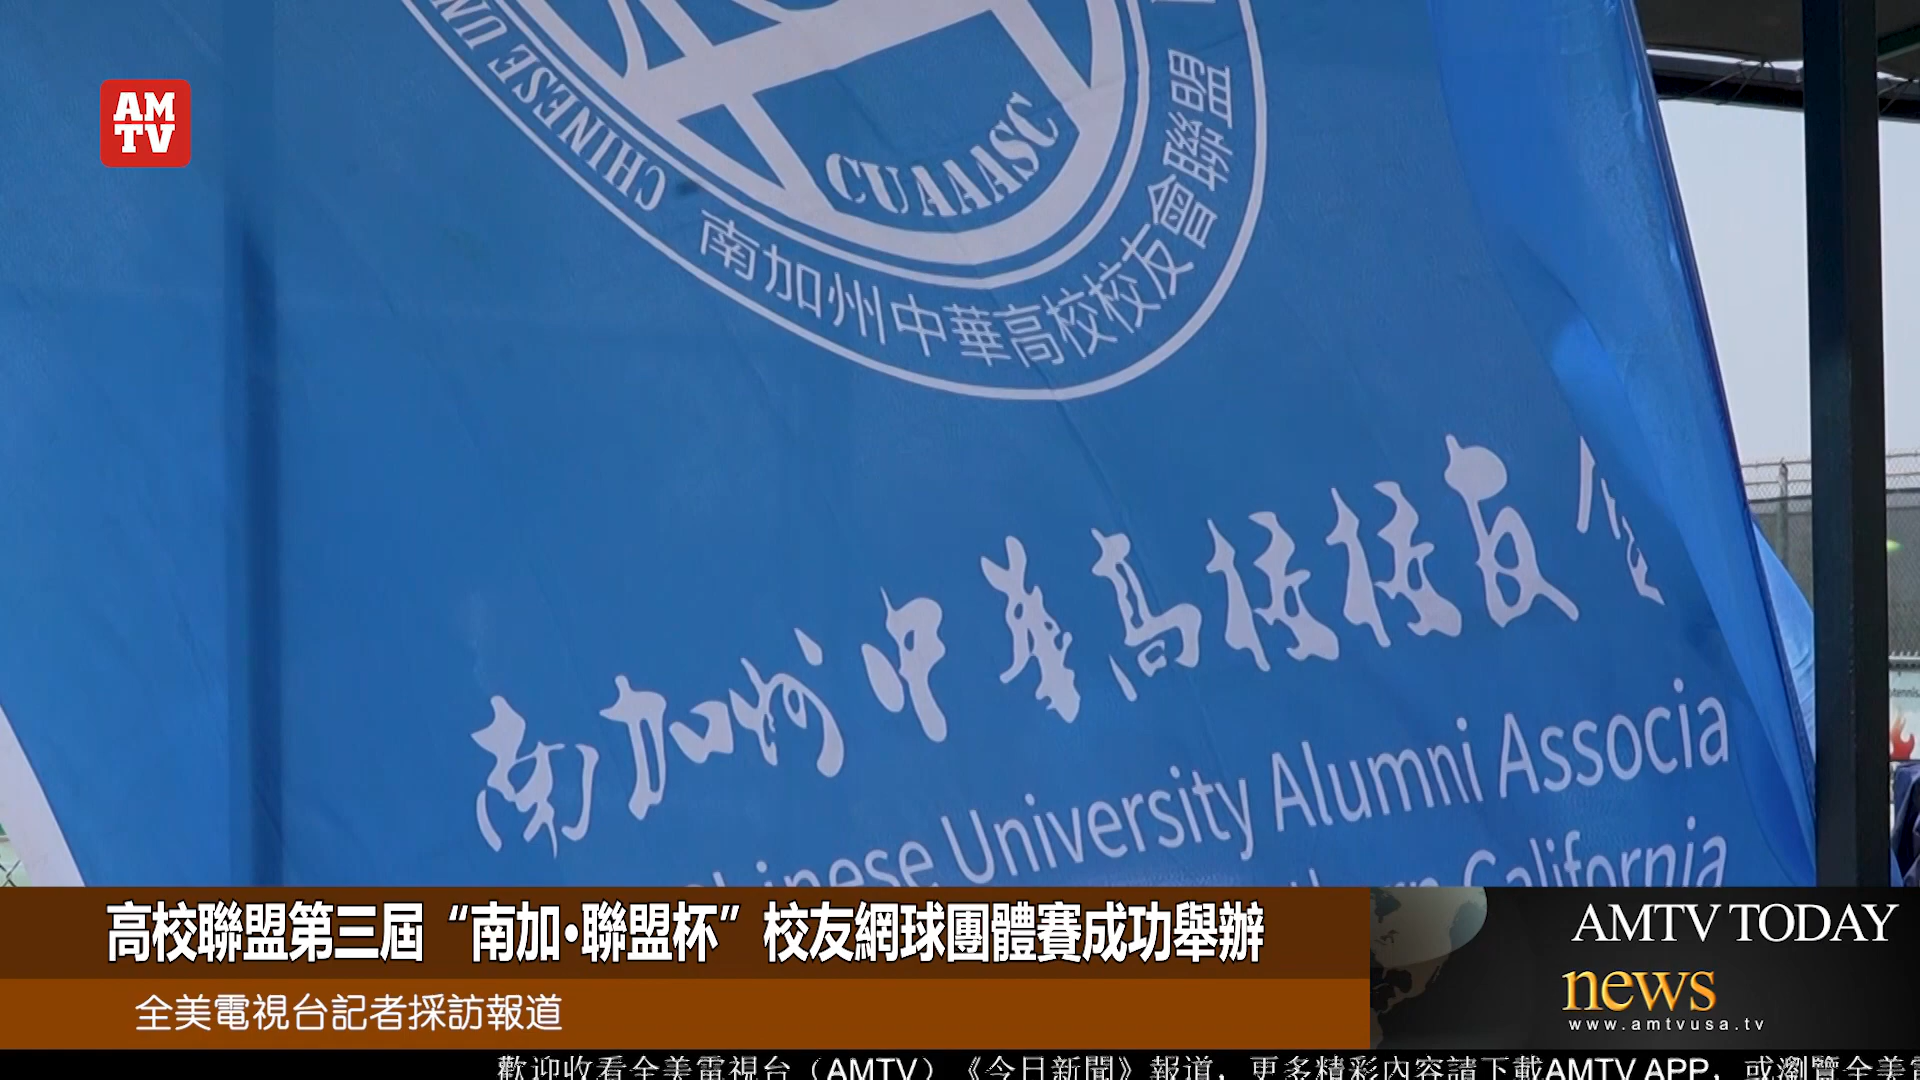 AM
TV
CHINESE UN
CUAAASC
南加州中華高校校友會聯盟
南加州中華高校校友
Chinese University Alumni Associa
California
高校聯盟第三屆“南加·聯盟杯”校友網球團體賽成功舉辦
全美電視台記者採訪報道
AMTV TODAY
news
www.amtvusa.tv
歡迎收看全美電視台（AMTV）《今日新聞》報道，更多精彩內容請下載AMTV APP，或瀏覽全美